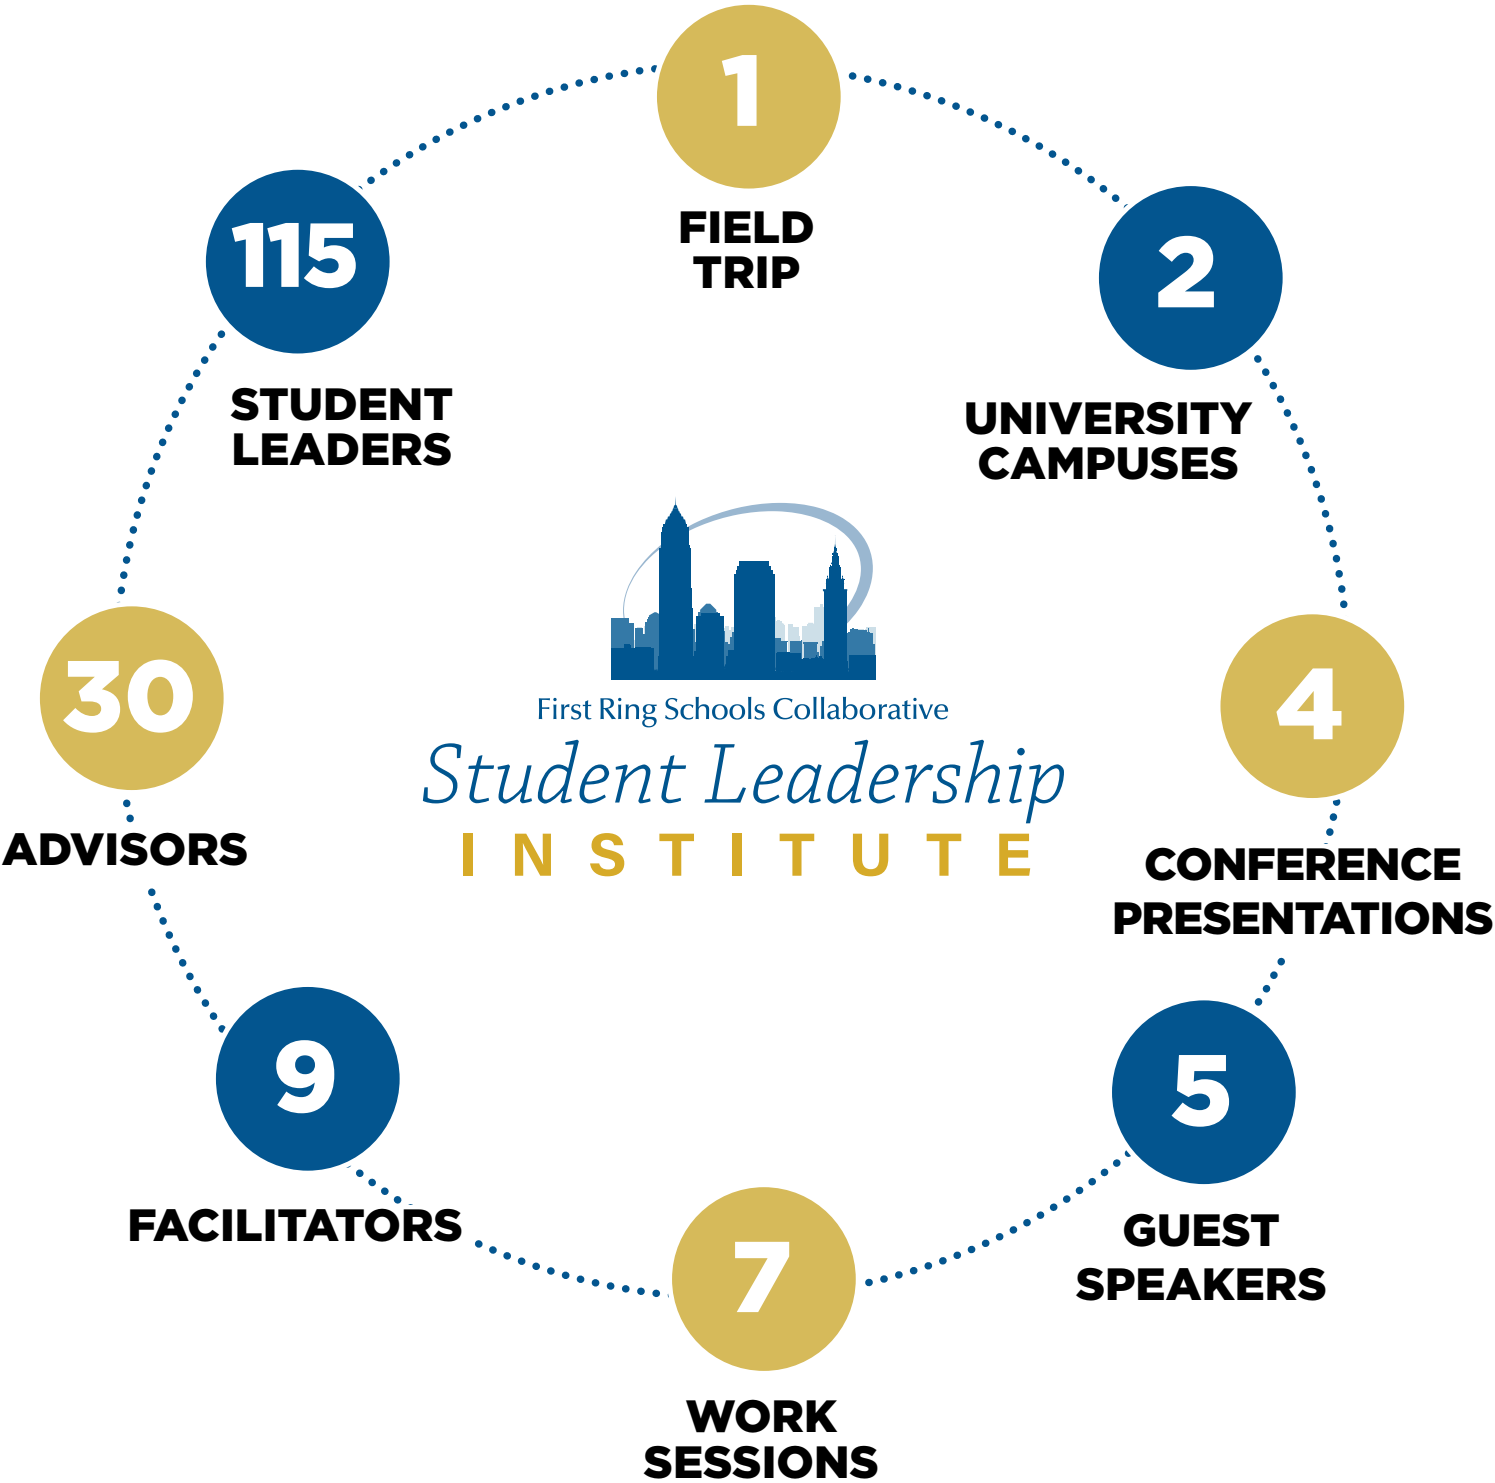 1
FIELD
TRIP
2
UNIVERSITY
CAMPUSES
4
CONFERENCE
PRESENTATIONS
5
GUEST
SPEAKERS
7
WORK
SESSIONS
9
FACILITATORS
30
ADVISORS
115
STUDENT
LEADERS
First Ring Schools Collaborative
Student Leadership
INSTITUTE